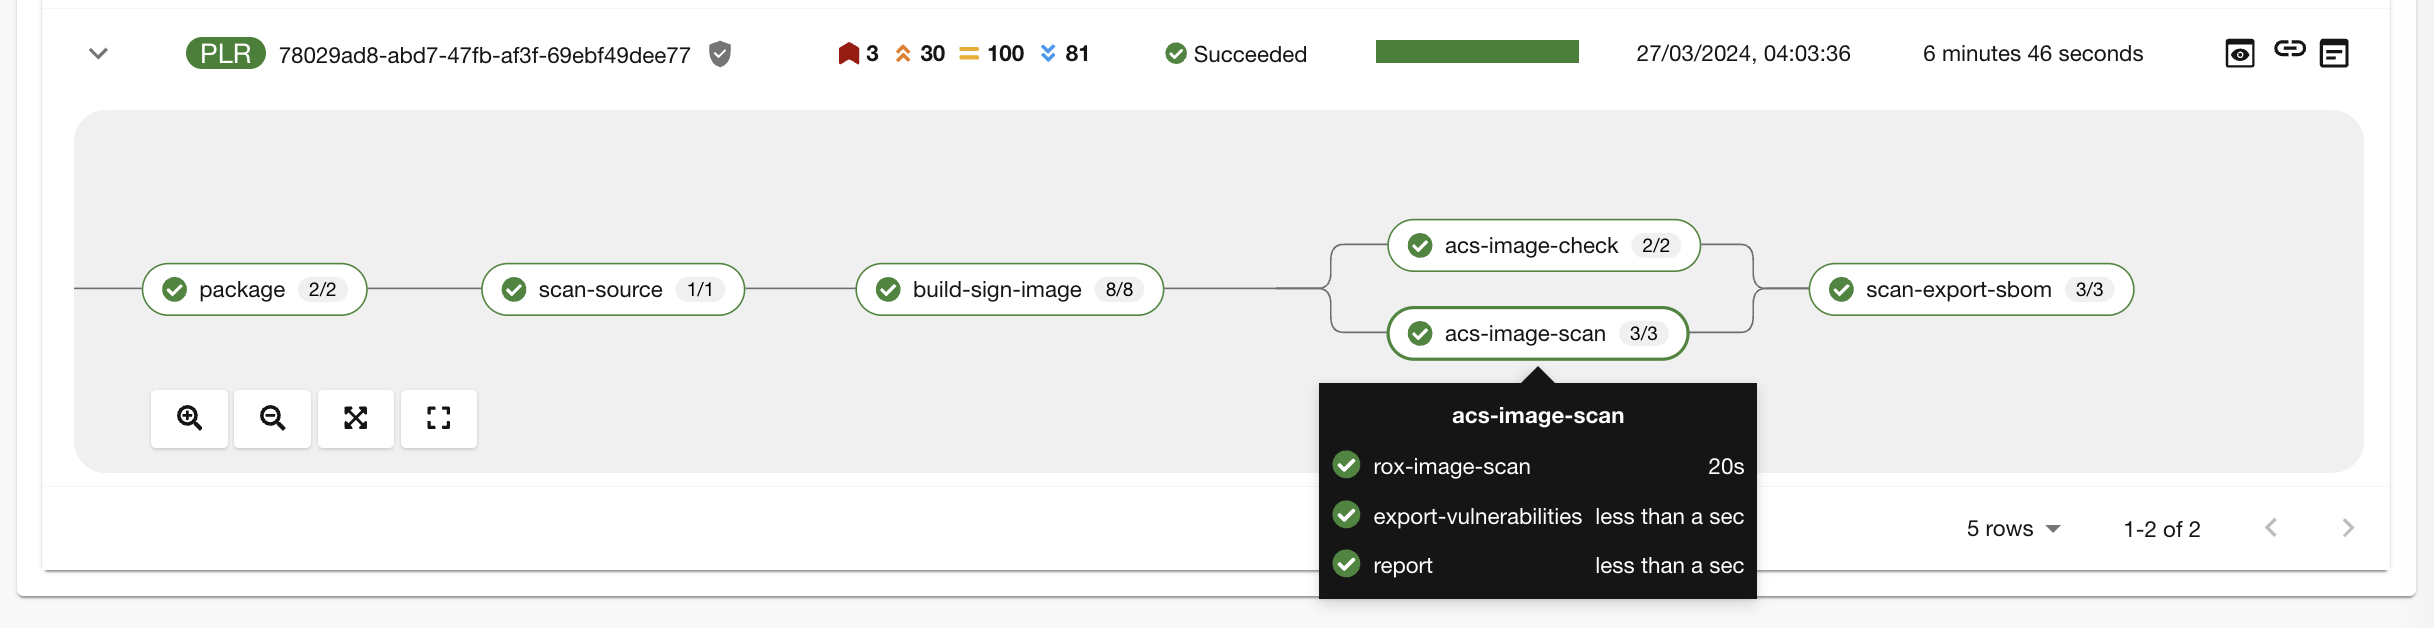 PLR 78029ad8-abd7-47fb-af3f-69ebf49dee77 3 30 100 81 Succeeded 27/03/2024, 04:03:36 6 minutes 46 seconds
package 2/2
scan-source 1/1
build-sign-image 8/8
acs-image-check 2/2
acs-image-scan 3/3
scan-export-sbom 3/3
acs-image-scan
rox-image-scan 20s
export-vulnerabilities less than a sec
report less than a sec
5 rows 1-2 of 2